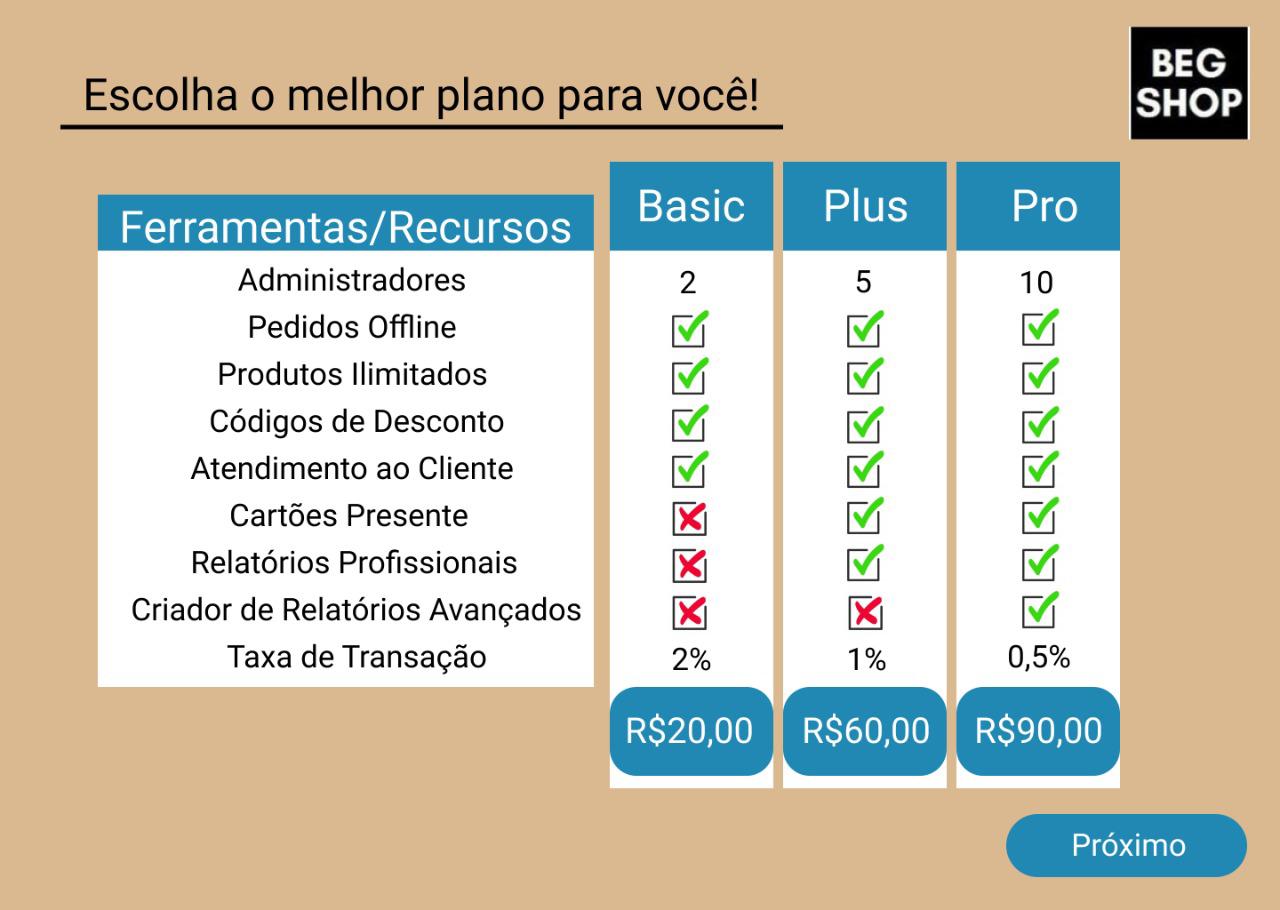 Escolha o melhor plano para você!
BEG
SHOP
Ferramentas/Recursos Basic Plus Pro
Administradores 2 5 10
Pedidos Offline
Produtos Ilimitados
Códigos de Desconto
Atendimento ao Cliente
Cartões Presente
Relatórios Profissionais
Criador de Relatórios Avançados
Taxa de Transação 2% 1% 0,5%
R$20,00 R$60,00 R$90,00
Próximo